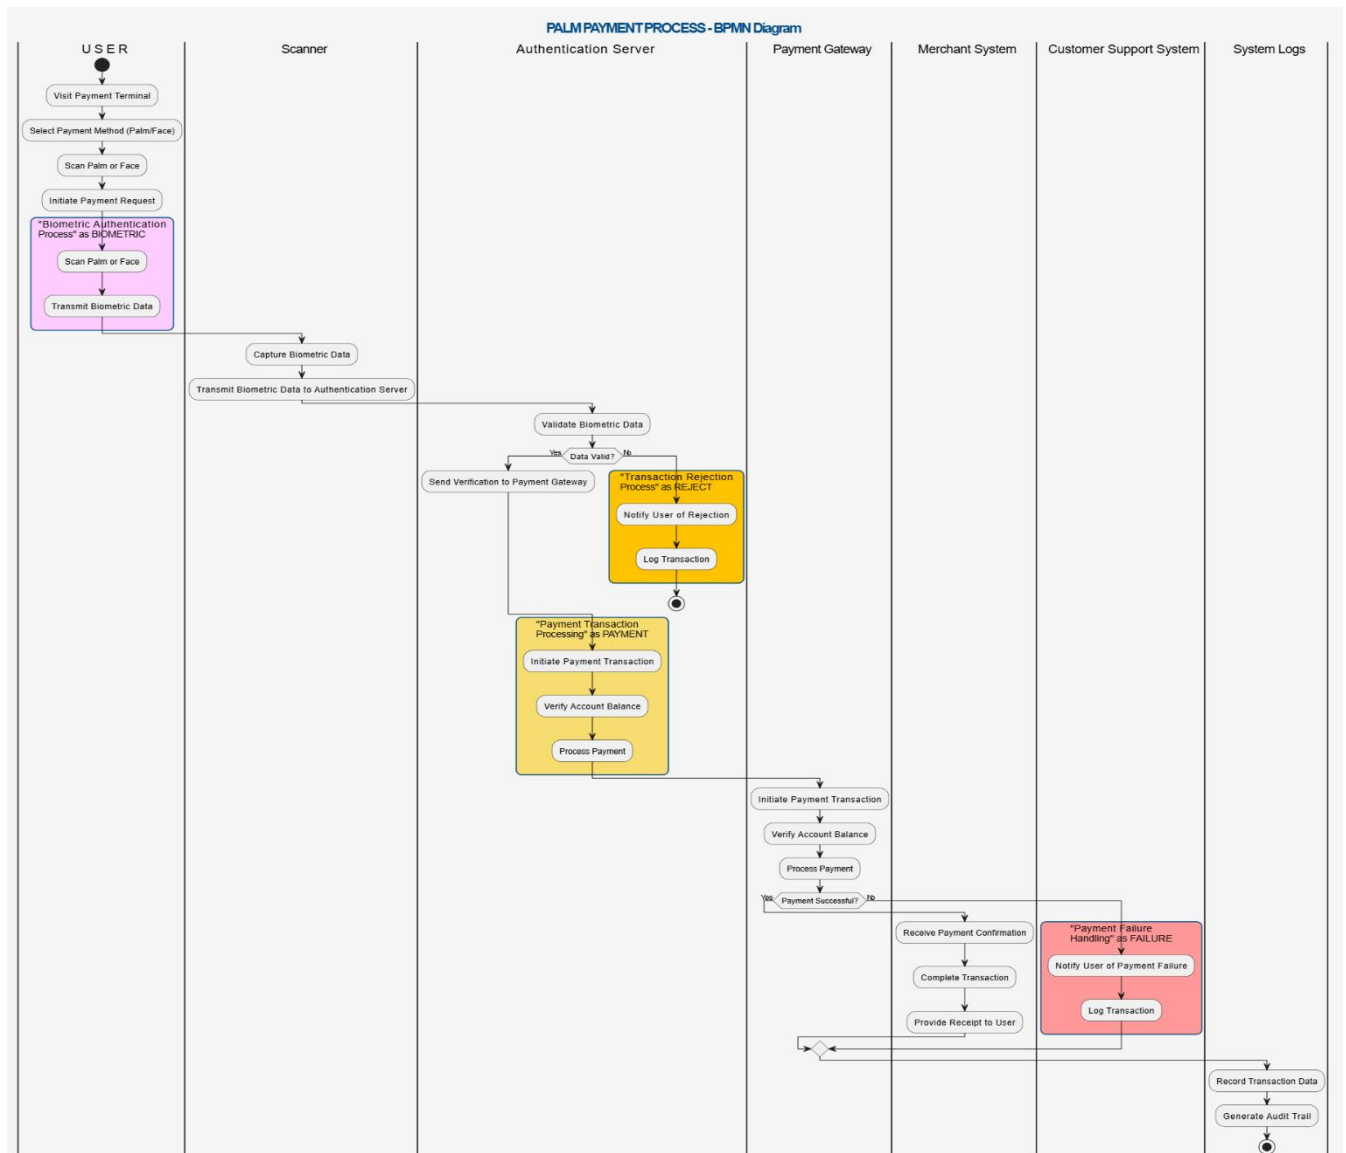 PALM PAYMENT PROCESS - BPMN Diagram
USER
Scanner
Authentication Server
Payment Gateway
Merchant System
Customer Support System
System Logs
Visit Payment Terminal
Select Payment Method (Palm/Face)
Scan Palm or Face
Initiate Payment Request
"Biometric Authentication
Process" as BIOMETRIC
Scan Palm or Face
Transmit Biometric Data
Capture Biometric Data
Transmit Biometric Data to Authentication Server
Validate Biometric Data
Yes
Data Valid?
No
Send Verification to Payment Gateway
"Transaction Rejection
Process" as REJECT
Notify User of Rejection
Log Transaction
"Payment Transaction
Processing" as PAYMENT
Initiate Payment Transaction
Verify Account Balance
Process Payment
Initiate Payment Transaction
Verify Account Balance
Process Payment
Yes
Payment Successful?
No
Receive Payment Confirmation
Complete Transaction
Provide Receipt to User
"Payment Failure
Handling" as FAILURE
Notify User of Payment Failure
Log Transaction
Record Transaction Data
Generate Audit Trail